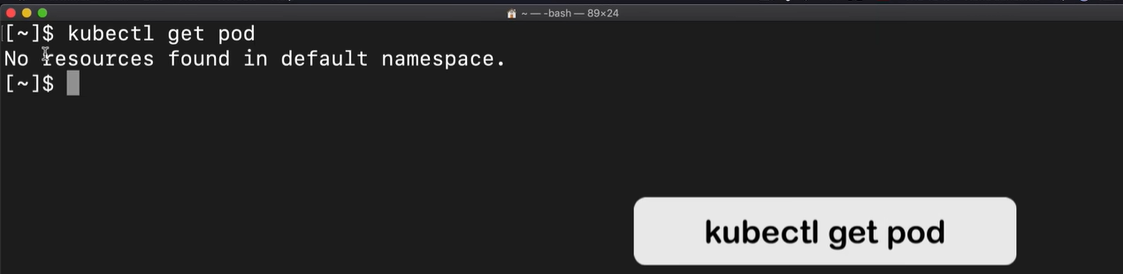 ~ — -bash — 89×24
[~]$ kubectl get pod
No resources found in default namespace.
[~]$
kubectl get pod